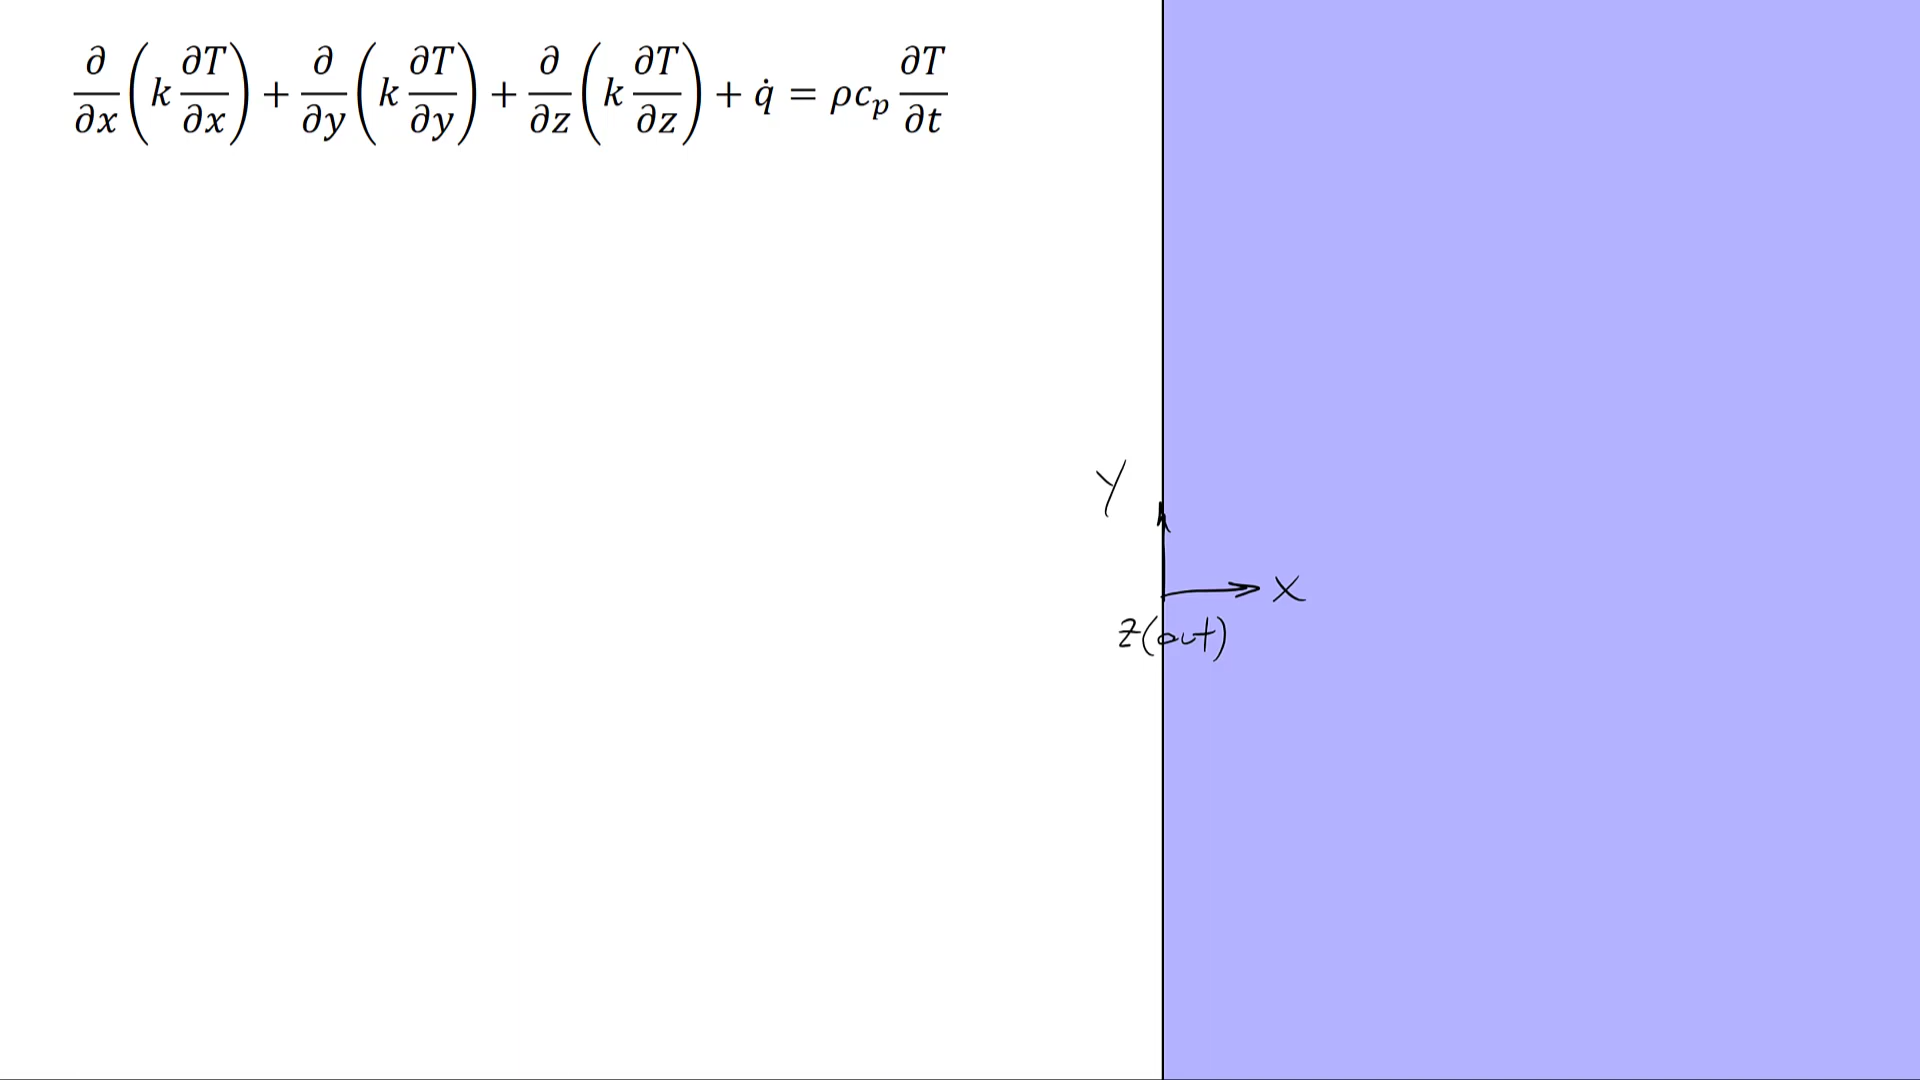 ∂/∂x (k ∂T/∂x) + ∂/∂y (k ∂T/∂y) + ∂/∂z (k ∂T/∂z) + q̇ = ρc_p ∂T/∂t
Y
X
Z(out)